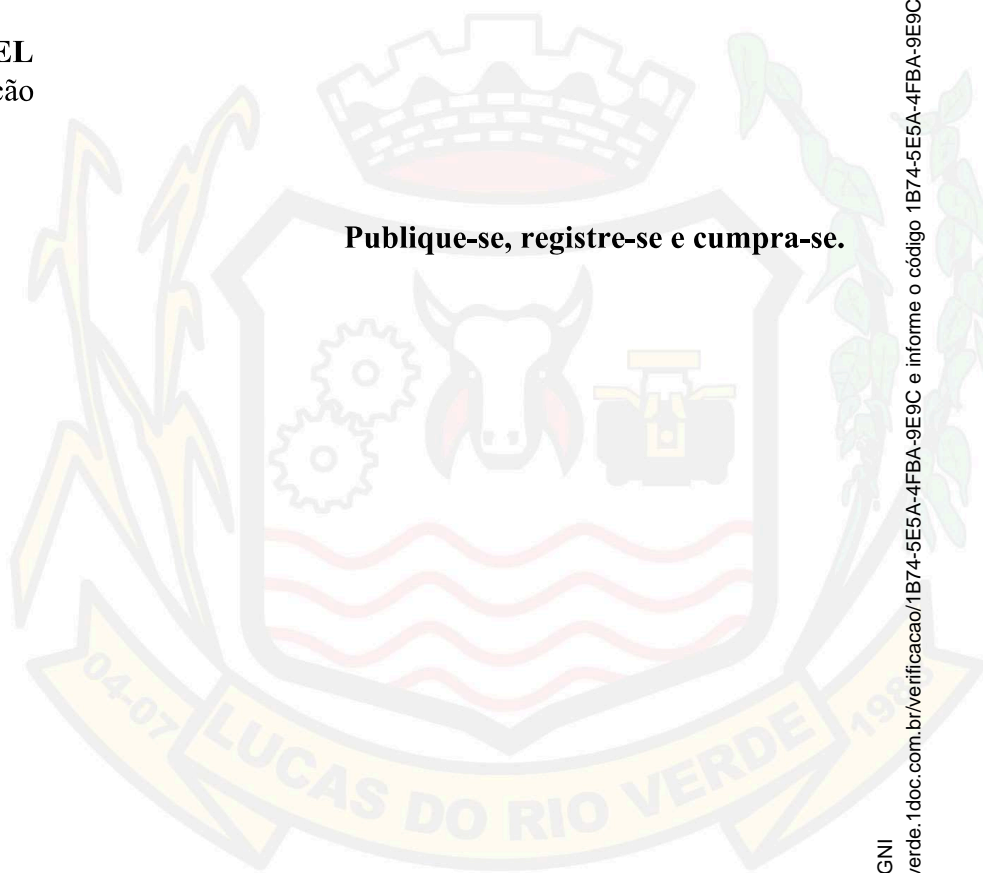 EL
ção
Publique-se, registre-se e cumpra-se.
04-07
LUCAS DO RIO VERDE
GNI
verde.1doc.com.br/verificacao/1B74-5E5A-4FBA-9E9C e informe o código 1B74-5E5A-4FBA-9E9C